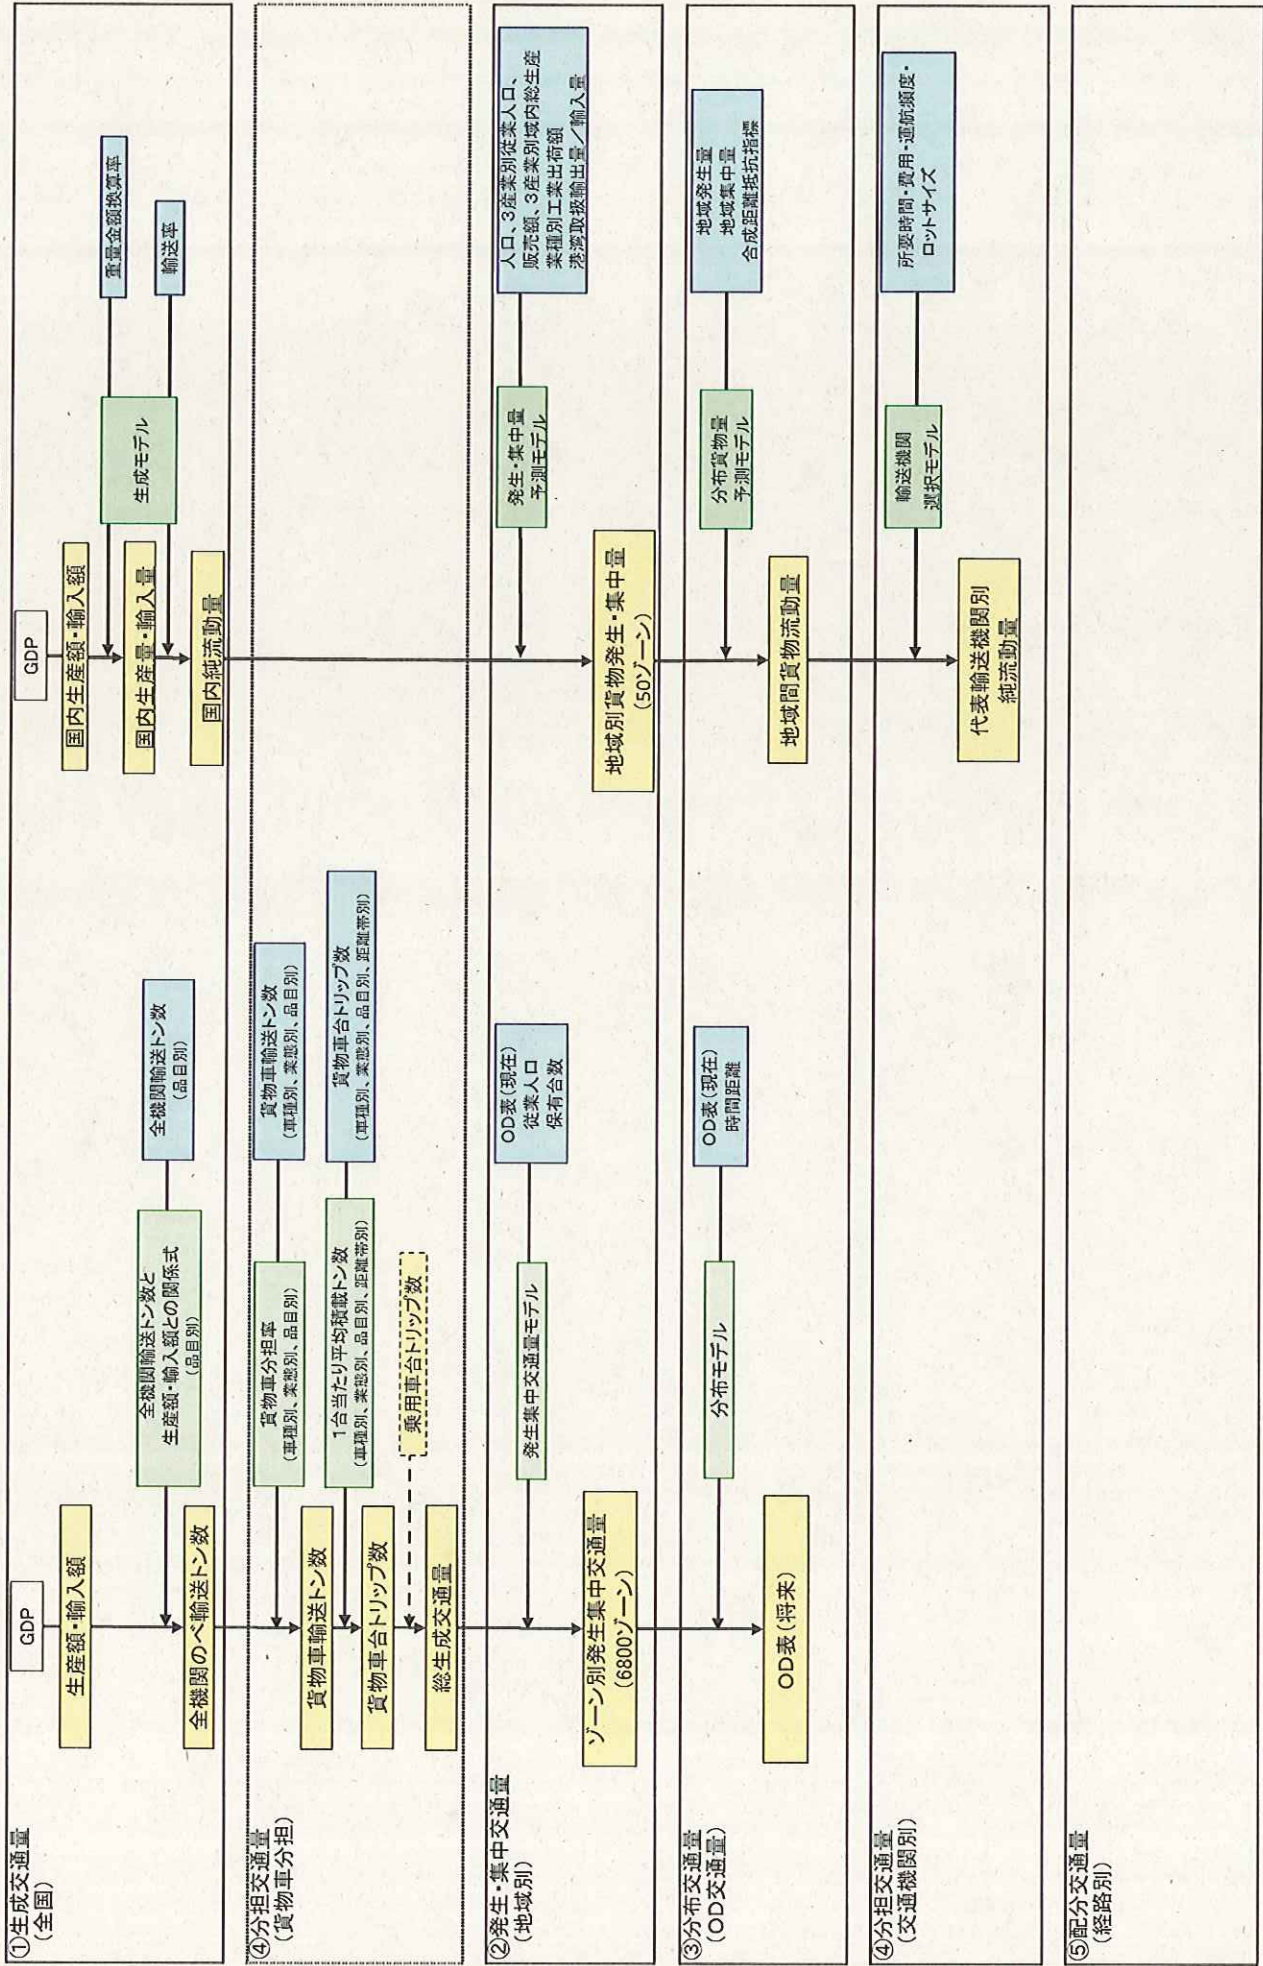 ①生成交通量
(全国)
GDP
生産額・輸入額
全機関輸送トン数と
生産額・輸入額との関係式
(品目別)
全機関輸送トン数
(品目別)
全機関のべ輸送トン数
GDP
国内生産額・輸入額
国内生産量・輸入量
国内純流動量
生成モデル
重量金額換算率
輸送率
④分担交通量
(貨物車分担)
貨物車分担率
(車種別、業態別、品目別)
貨物車輸送トン数
(車種別、業態別、品目別)
貨物車輸送トン数
1台当たり平均積載トン数
(車種別、業態別、品目別、距離帯別)
貨物車台トリップ数
(車種別、業態別、品目別、距離帯別)
貨物車台トリップ数
乗用車台トリップ数
総生成交通量
②発生・集中交通量
(地域別)
発生集中交通量モデル
OD表(現在)
従業人口
保有台数
ゾーン別発生集中交通量
(6800ゾーン)
発生・集中量
予測モデル
人口、3産業別従業人口、
販売額、3産業別域内総生産
業種別工業出荷額
港湾取扱輸出量/輸入量
地域別貨物発生・集中量
(50ゾーン)
③分布交通量
(OD交通量)
分布モデル
OD表(現在)
時間距離
OD表(将来)
分布貨物量
予測モデル
地域発生量
地域集中量
合成距離抵抗指標
地域間貨物流動量
④分担交通量
(交通機関別)
輸送機関
選択モデル
所要時間・費用・運航頻度・
ロットサイズ
代表輸送機関別
純流動量
⑤配分交通量
(経路別)